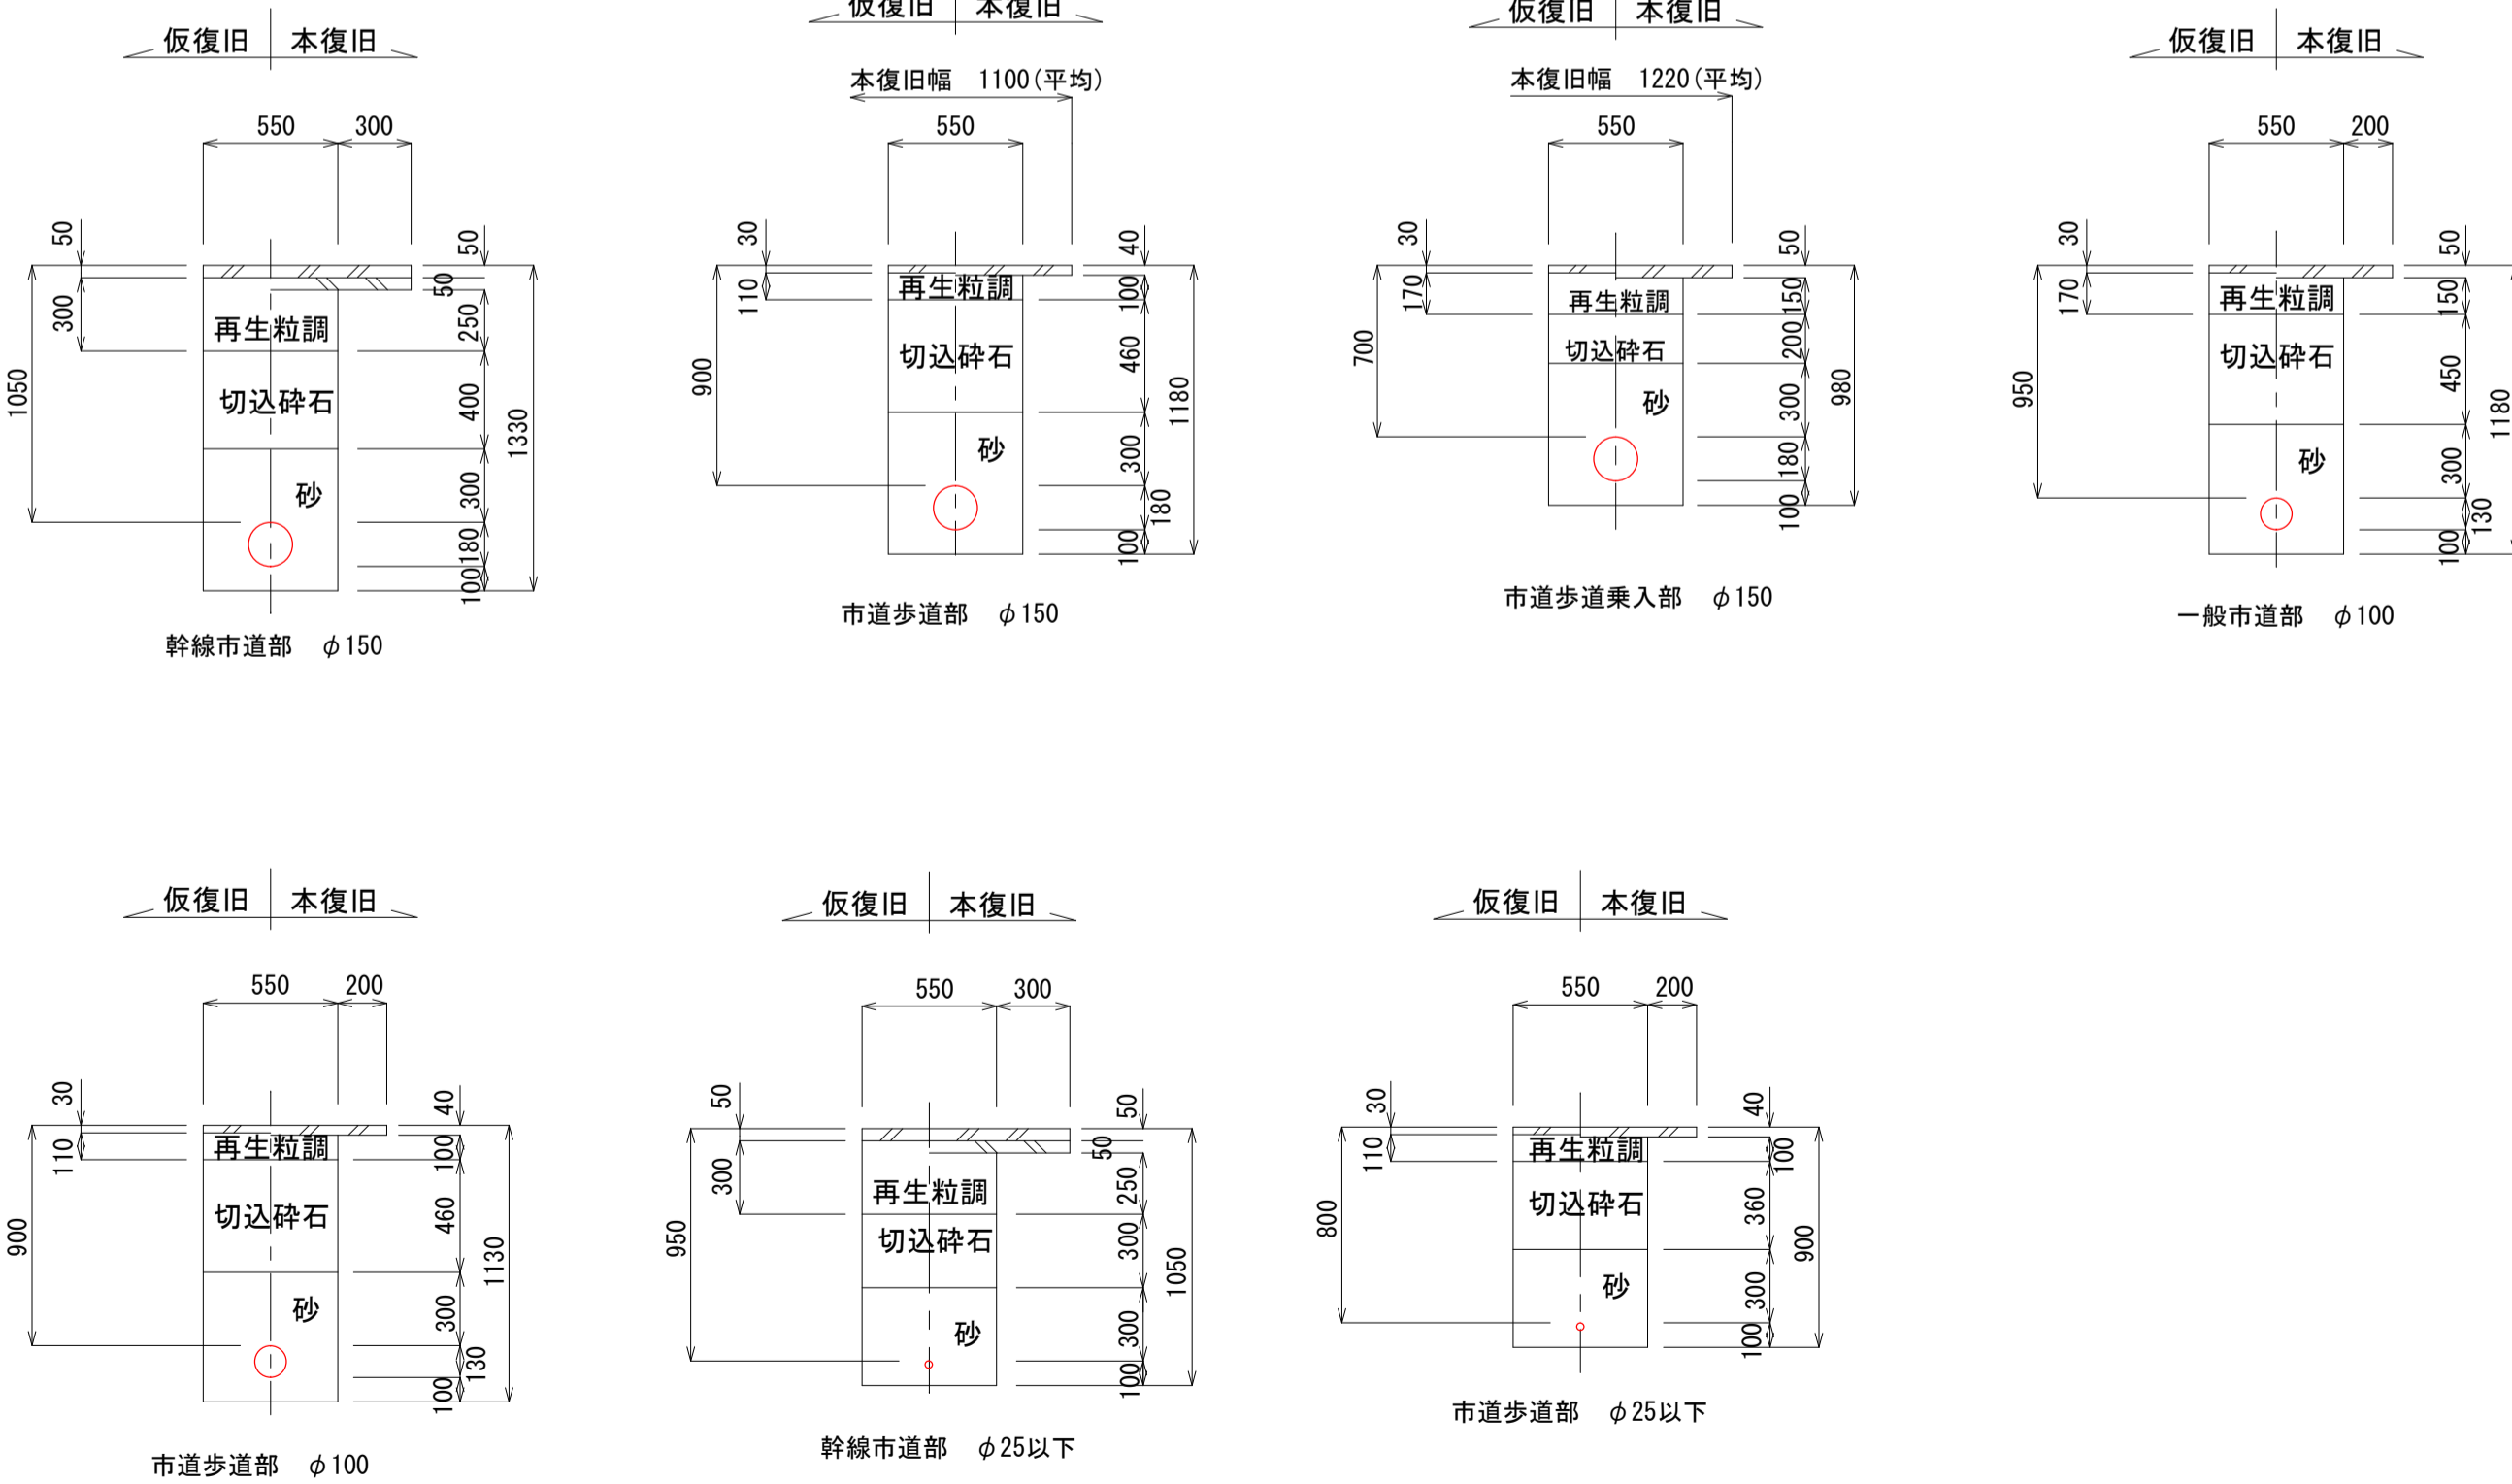 仮復旧 本復旧
550 300
50
300
1050
50
50
250
400
300
180
100
1330
再生粒調
切込砕石
砂
幹線市道部 φ150
仮復旧 本復旧
本復旧幅 1100(平均)
550
30
110
900
40
100
460
300
180
100
1180
再生粒調
切込砕石
砂
市道歩道部 φ150
仮復旧 本復旧
本復旧幅 1220(平均)
550
30
170
700
50
150
200
300
180
100
980
再生粒調
切込砕石
砂
市道歩道乗入部 φ150
仮復旧 本復旧
550 200
30
170
950
50
150
450
300
130
100
1180
再生粒調
切込砕石
砂
一般市道部 φ100
仮復旧 本復旧
550 200
30
110
900
40
100
460
300
130
100
1130
再生粒調
切込砕石
砂
市道歩道部 φ100
仮復旧 本復旧
550 300
50
300
950
50
50
250
300
300
100
1050
再生粒調
切込砕石
砂
幹線市道部 φ25以下
仮復旧 本復旧
550 200
30
110
800
40
100
360
300
100
900
再生粒調
切込砕石
砂
市道歩道部 φ25以下